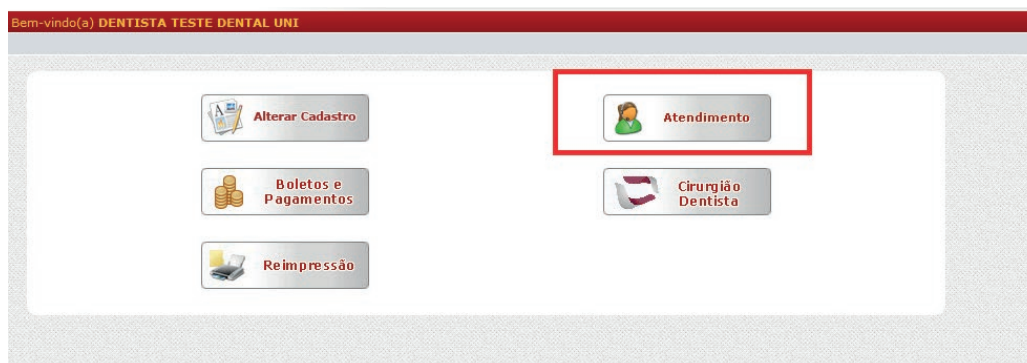 Bem-vindo(a) DENTISTA TESTE DENTAL UNI
Alterar Cadastro
Atendimento
Boletos e
Pagamentos
Cirurgião
Dentista
Reimpressão